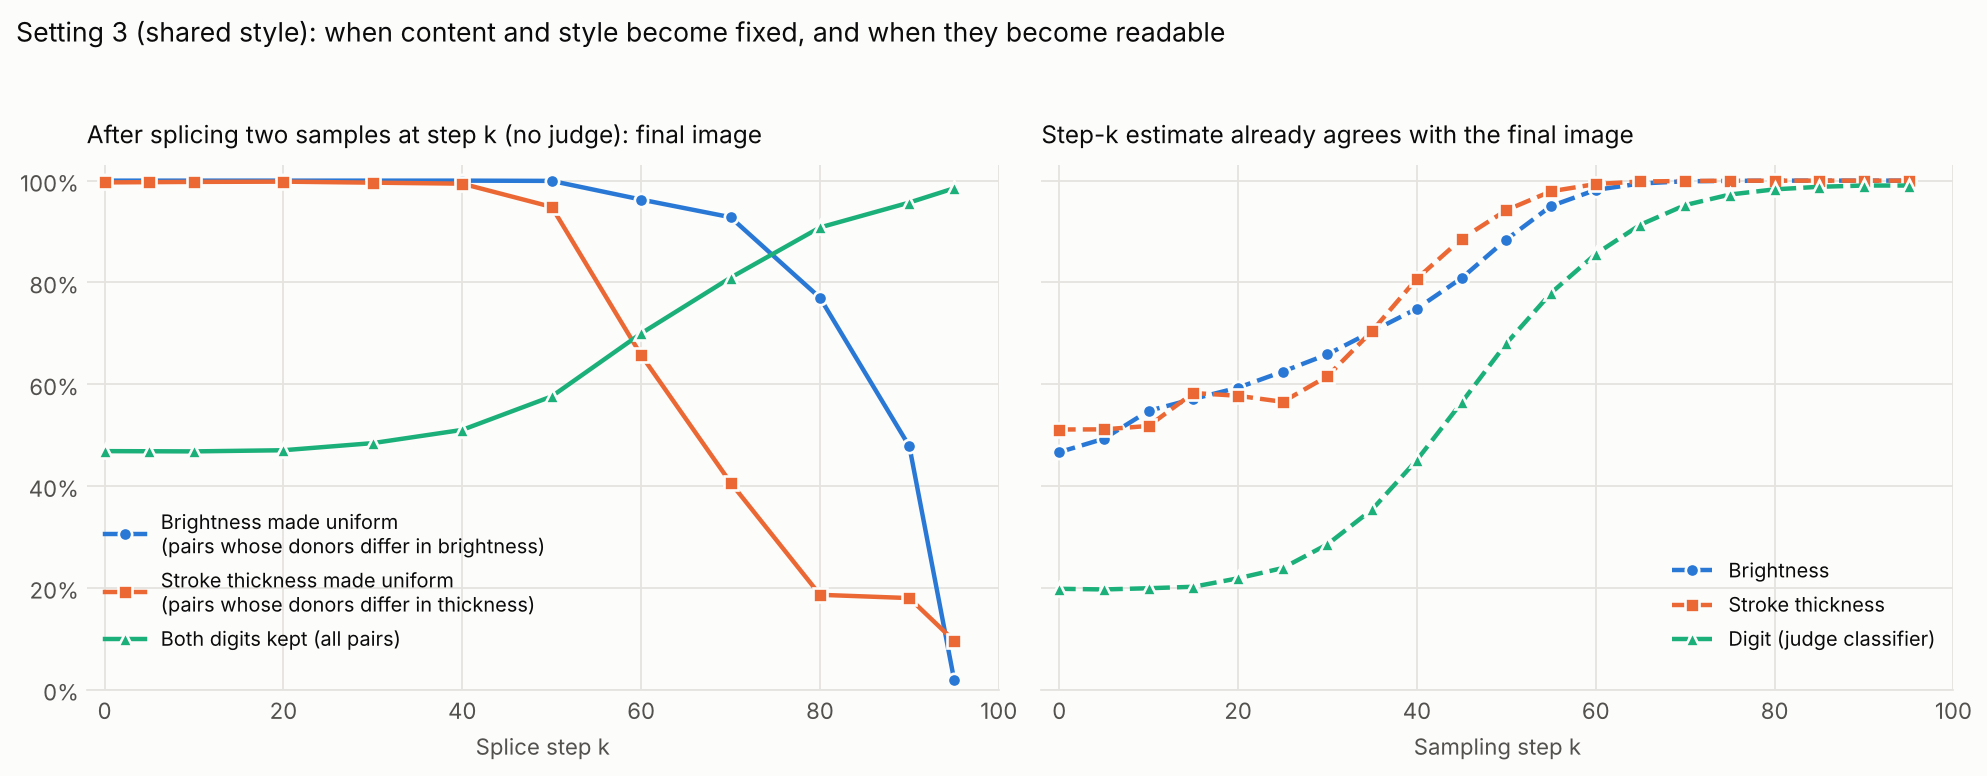 Setting 3 (shared style): when content and style become fixed, and when they become readable
After splicing two samples at step k (no judge): final image
100%
80%
60%
40%
20%
0%
Brightness made uniform
(pairs whose donors differ in brightness)
Stroke thickness made uniform
(pairs whose donors differ in thickness)
Both digits kept (all pairs)
0 20 40 60 80 100
Splice step k
Step-k estimate already agrees with the final image
Brightness
Stroke thickness
Digit (judge classifier)
0 20 40 60 80 100
Sampling step k